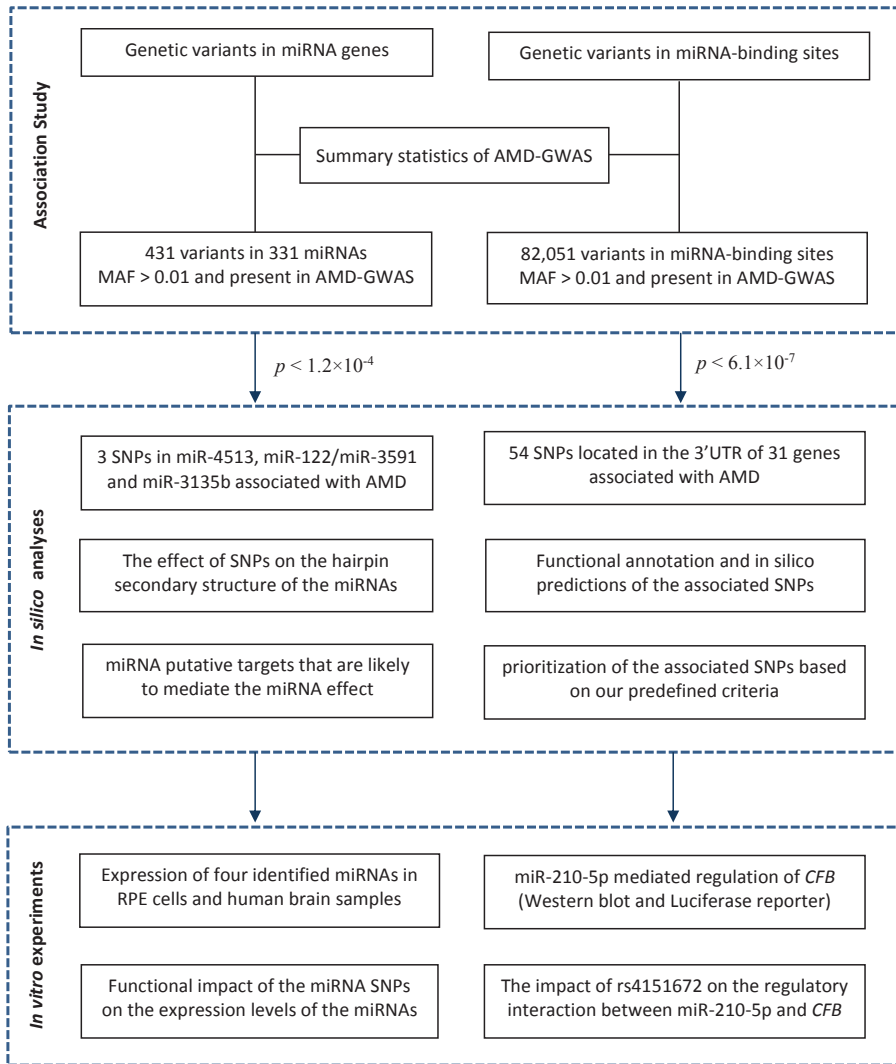 Association Study
Genetic variants in miRNA genes
Genetic variants in miRNA-binding sites
Summary statistics of AMD-GWAS
431 variants in 331 miRNAs
MAF > 0.01 and present in AMD-GWAS
82,051 variants in miRNA-binding sites
MAF > 0.01 and present in AMD-GWAS
p < 1.2×10⁻⁴
p < 6.1×10⁻⁷
In silico analyses
3 SNPs in miR-4513, miR-122/miR-3591
and miR-3135b associated with AMD
54 SNPs located in the 3’UTR of 31 genes
associated with AMD
The effect of SNPs on the hairpin
secondary structure of the miRNAs
Functional annotation and in silico
predictions of the associated SNPs
miRNA putative targets that are likely
to mediate the miRNA effect
prioritization of the associated SNPs based
on our predefined criteria
In vitro experiments
Expression of four identified miRNAs in
RPE cells and human brain samples
miR-210-5p mediated regulation of CFB
(Western blot and Luciferase reporter)
Functional impact of the miRNA SNPs
on the expression levels of the miRNAs
The impact of rs4151672 on the regulatory
interaction between miR-210-5p and CFB